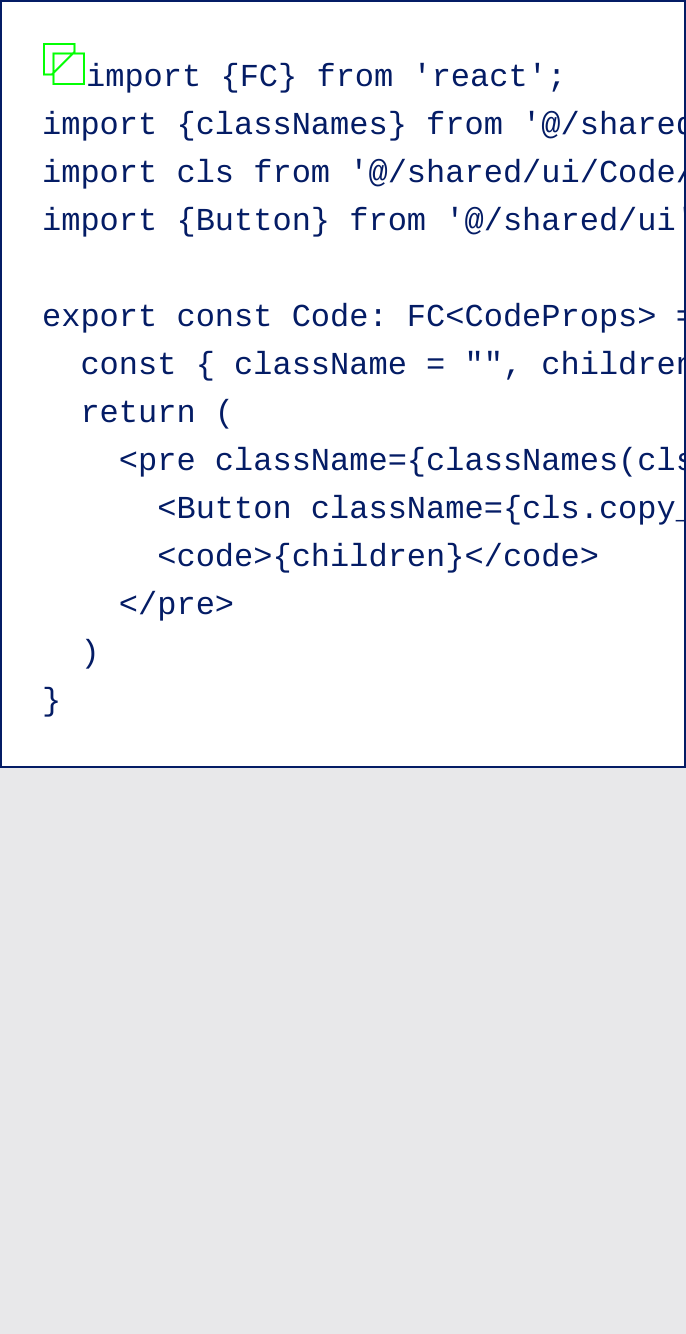 import {FC} from 'react';
import {classNames} from '@/shared
import cls from '@/shared/ui/Code/
import {Button} from '@/shared/ui'

export const Code: FC<CodeProps> =
  const { className = "", children
  return (
    <pre className={classNames(cls
      <Button className={cls.copy_
      <code>{children}</code>
    </pre>
  )
}